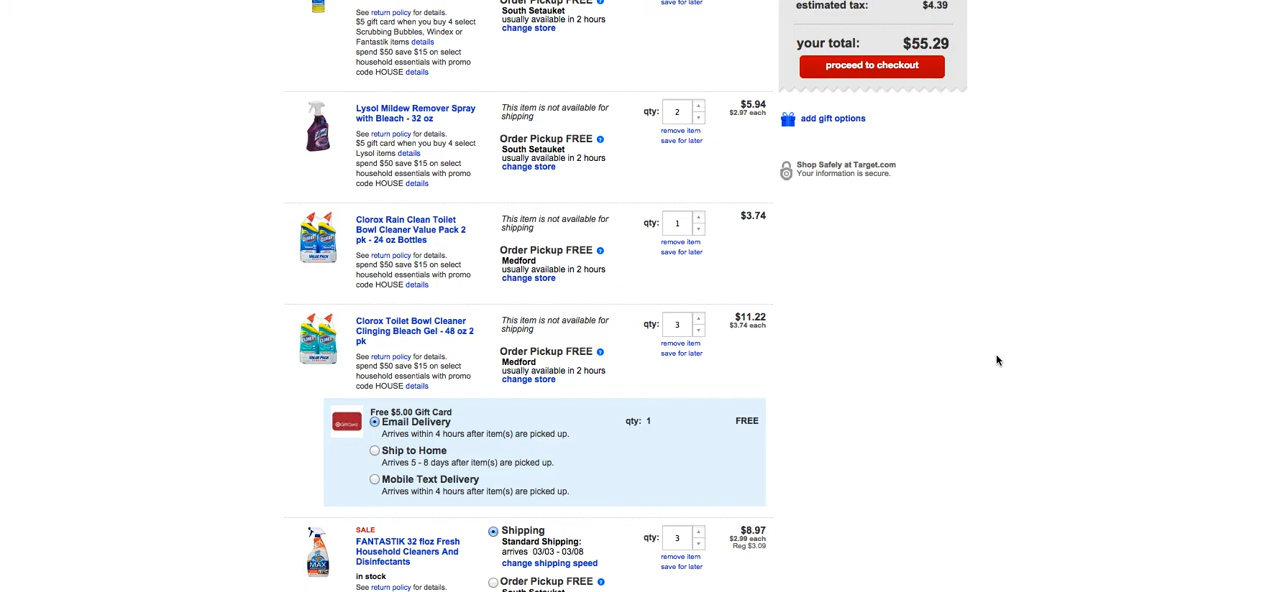 See return policy for details.
$5 gift card when you buy 4 select
Scrubbing Bubbles, Windex or
Fantastik items details
spend $50 save $15 on select
household essentials with promo
code HOUSE details
Order Pickup FREE
South Setauket
usually available in 2 hours
change store
save for later
estimated tax: $4.39
your total: $55.29
proceed to checkout
add gift options
Shop Safely at Target.com
Your information is secure.
Lysol Mildew Remover Spray
with Bleach - 32 oz
See return policy for details.
$5 gift card when you buy 4 select
Lysol items details
spend $50 save $15 on select
household essentials with promo
code HOUSE details
This item is not available for
shipping
Order Pickup FREE ?
South Setauket
usually available in 2 hours
change store
qty: 2
remove item
save for later
$5.94
$2.97 each
Clorox Rain Clean Toilet
Bowl Cleaner Value Pack 2
pk - 24 oz Bottles
See return policy for details.
spend $50 save $15 on select
household essentials with promo
code HOUSE details
This item is not available for
shipping
Order Pickup FREE ?
Medford
usually available in 2 hours
change store
qty: 1
remove item
save for later
$3.74
Clorox Toilet Bowl Cleaner
Clinging Bleach Gel - 48 oz 2
pk
See return policy for details.
spend $50 save $15 on select
household essentials with promo
code HOUSE details
This item is not available for
shipping
Order Pickup FREE ?
Medford
usually available in 2 hours
change store
qty: 3
remove item
save for later
$11.22
$3.74 each
Free $5.00 Gift Card
Email Delivery
Arrives within 4 hours after item(s) are picked up.
Ship to Home
Arrives 5 - 8 days after item(s) are picked up.
Mobile Text Delivery
Arrives within 4 hours after item(s) are picked up.
qty: 1
FREE
SALE
FANTASTIK 32 floz Fresh
Household Cleaners And
Disinfectants
in stock
See return policy for details.
Shipping
Standard Shipping:
arrives 03/03 - 03/08
change shipping speed
Order Pickup FREE ?
South Setauket
qty: 3
remove item
save for later
$8.97
$2.99 each
Reg $3.09